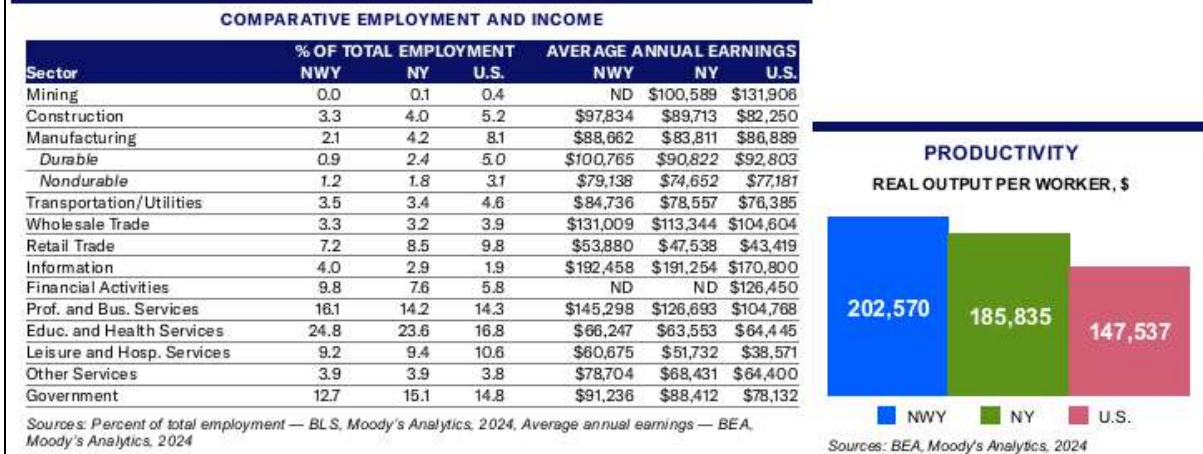 COMPARATIVE EMPLOYMENT AND INCOME
% OF TOTAL EMPLOYMENT AVERAGE ANNUAL EARNINGS
Sector NWY NY U.S. NWY NY U.S.
Mining 0.0 0.1 0.4 ND $100,589 $131,906
Construction 3.3 4.0 5.2 $97,834 $89,713 $82,250
Manufacturing 2.1 4.2 8.1 $88,662 $83,811 $86,889
Durable 0.9 2.4 5.0 $100,765 $90,822 $92,803
Nondurable 1.2 1.8 3.1 $79,138 $74,652 $77,181
Transportation/Utilities 3.5 3.4 4.6 $84,736 $78,557 $76,385
Wholesale Trade 3.3 3.2 3.9 $131,009 $113,344 $104,604
Retail Trade 7.2 8.5 9.8 $53,880 $47,538 $43,419
Information 4.0 2.9 1.9 $192,458 $191,254 $170,800
Financial Activities 9.8 7.6 5.8 ND ND $126,450
Prof. and Bus. Services 16.1 14.2 14.3 $145,298 $126,693 $104,768
Educ. and Health Services 24.8 23.6 16.8 $66,247 $63,553 $64,445
Leisure and Hosp. Services 9.2 9.4 10.6 $60,675 $51,732 $38,571
Other Services 3.9 3.9 3.8 $78,704 $68,431 $64,400
Government 12.7 15.1 14.8 $91,236 $88,412 $78,132
Sources: Percent of total employment — BLS, Moody's Analytics, 2024, Average annual earnings — BEA,
Moody's Analytics, 2024
PRODUCTIVITY
REAL OUTPUT PER WORKER, $
202,570
185,835
147,537
NWY NY U.S.
Sources: BEA, Moody's Analytics, 2024